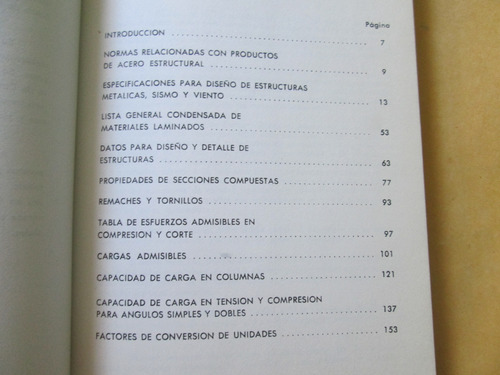 Página
INTRODUCCION 7
NORMAS RELACIONADAS CON PRODUCTOS
DE ACERO ESTRUCTURAL 9
ESPECIFICACIONES PARA DISEÑO DE ESTRUCTURAS
METALICAS, SISMO Y VIENTO 13
LISTA GENERAL CONDENSADA DE
MATERIALES LAMINADOS 53
DATOS PARA DISEÑO Y DETALLE DE
ESTRUCTURAS 63
PROPIEDADES DE SECCIONES COMPUESTAS 77
REMACHES Y TORNILLOS 93
TABLA DE ESFUERZOS ADMISIBLES EN
COMPRESION Y CORTE 97
CARGAS ADMISIBLES 101
CAPACIDAD DE CARGA EN COLUMNAS 121
CAPACIDAD DE CARGA EN TENSION Y COMPRESION
PARA ANGULOS SIMPLES Y DOBLES 137
FACTORES DE CONVERSION DE UNIDADES 153